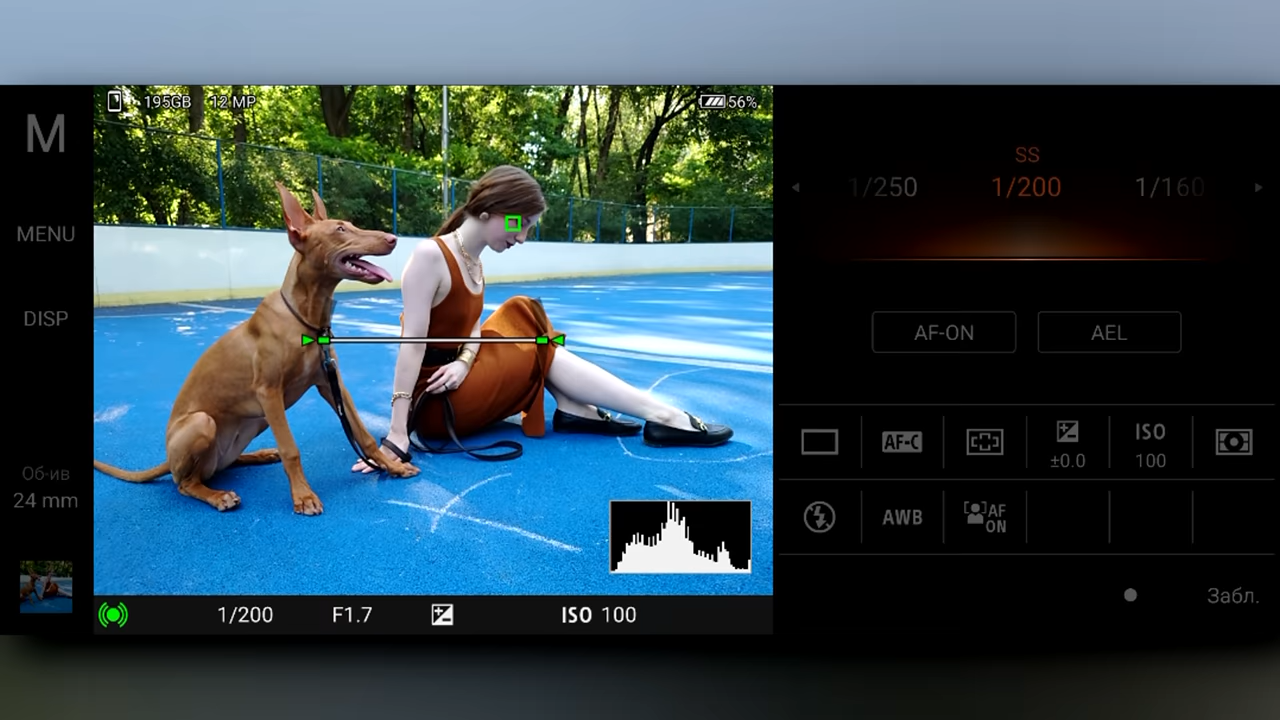 195GB 12 MP 56%
M
MENU
DISP
Об-ив
24 mm
SS
1/250 1/200 1/160
AF-ON AEL
AF-C
±0.0
ISO
100
AWB
AF
ON
1/200 F1.7 ISO 100
Забл.